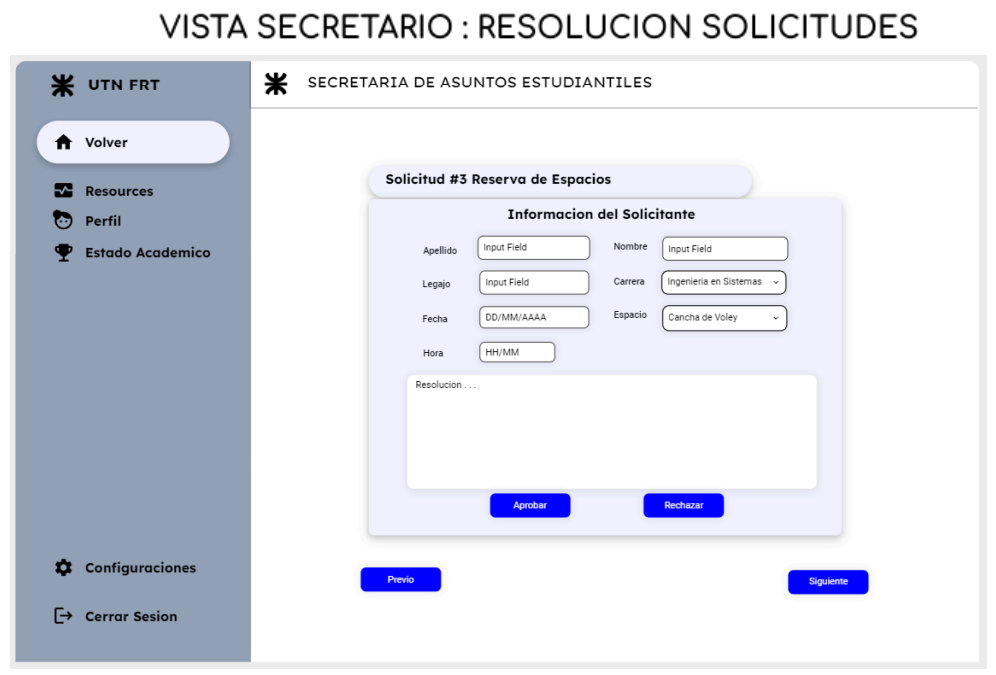 VISTA SECRETARIO : RESOLUCION SOLICITUDES
UTN FRT
SECRETARIA DE ASUNTOS ESTUDIANTILES
Volver
Resources
Perfil
Estado Academico
Configuraciones
Cerrar Sesion
Solicitud #3 Reserva de Espacios
Informacion del Solicitante
Apellido Input Field Nombre Input Field
Legajo Input Field Carrera Ingenieria en Sistemas
Fecha DD/MM/AAAA Espacio Cancha de Voley
Hora HH/MM
Resolucion . . .
Aprobar Rechazar
Previo Siguiente